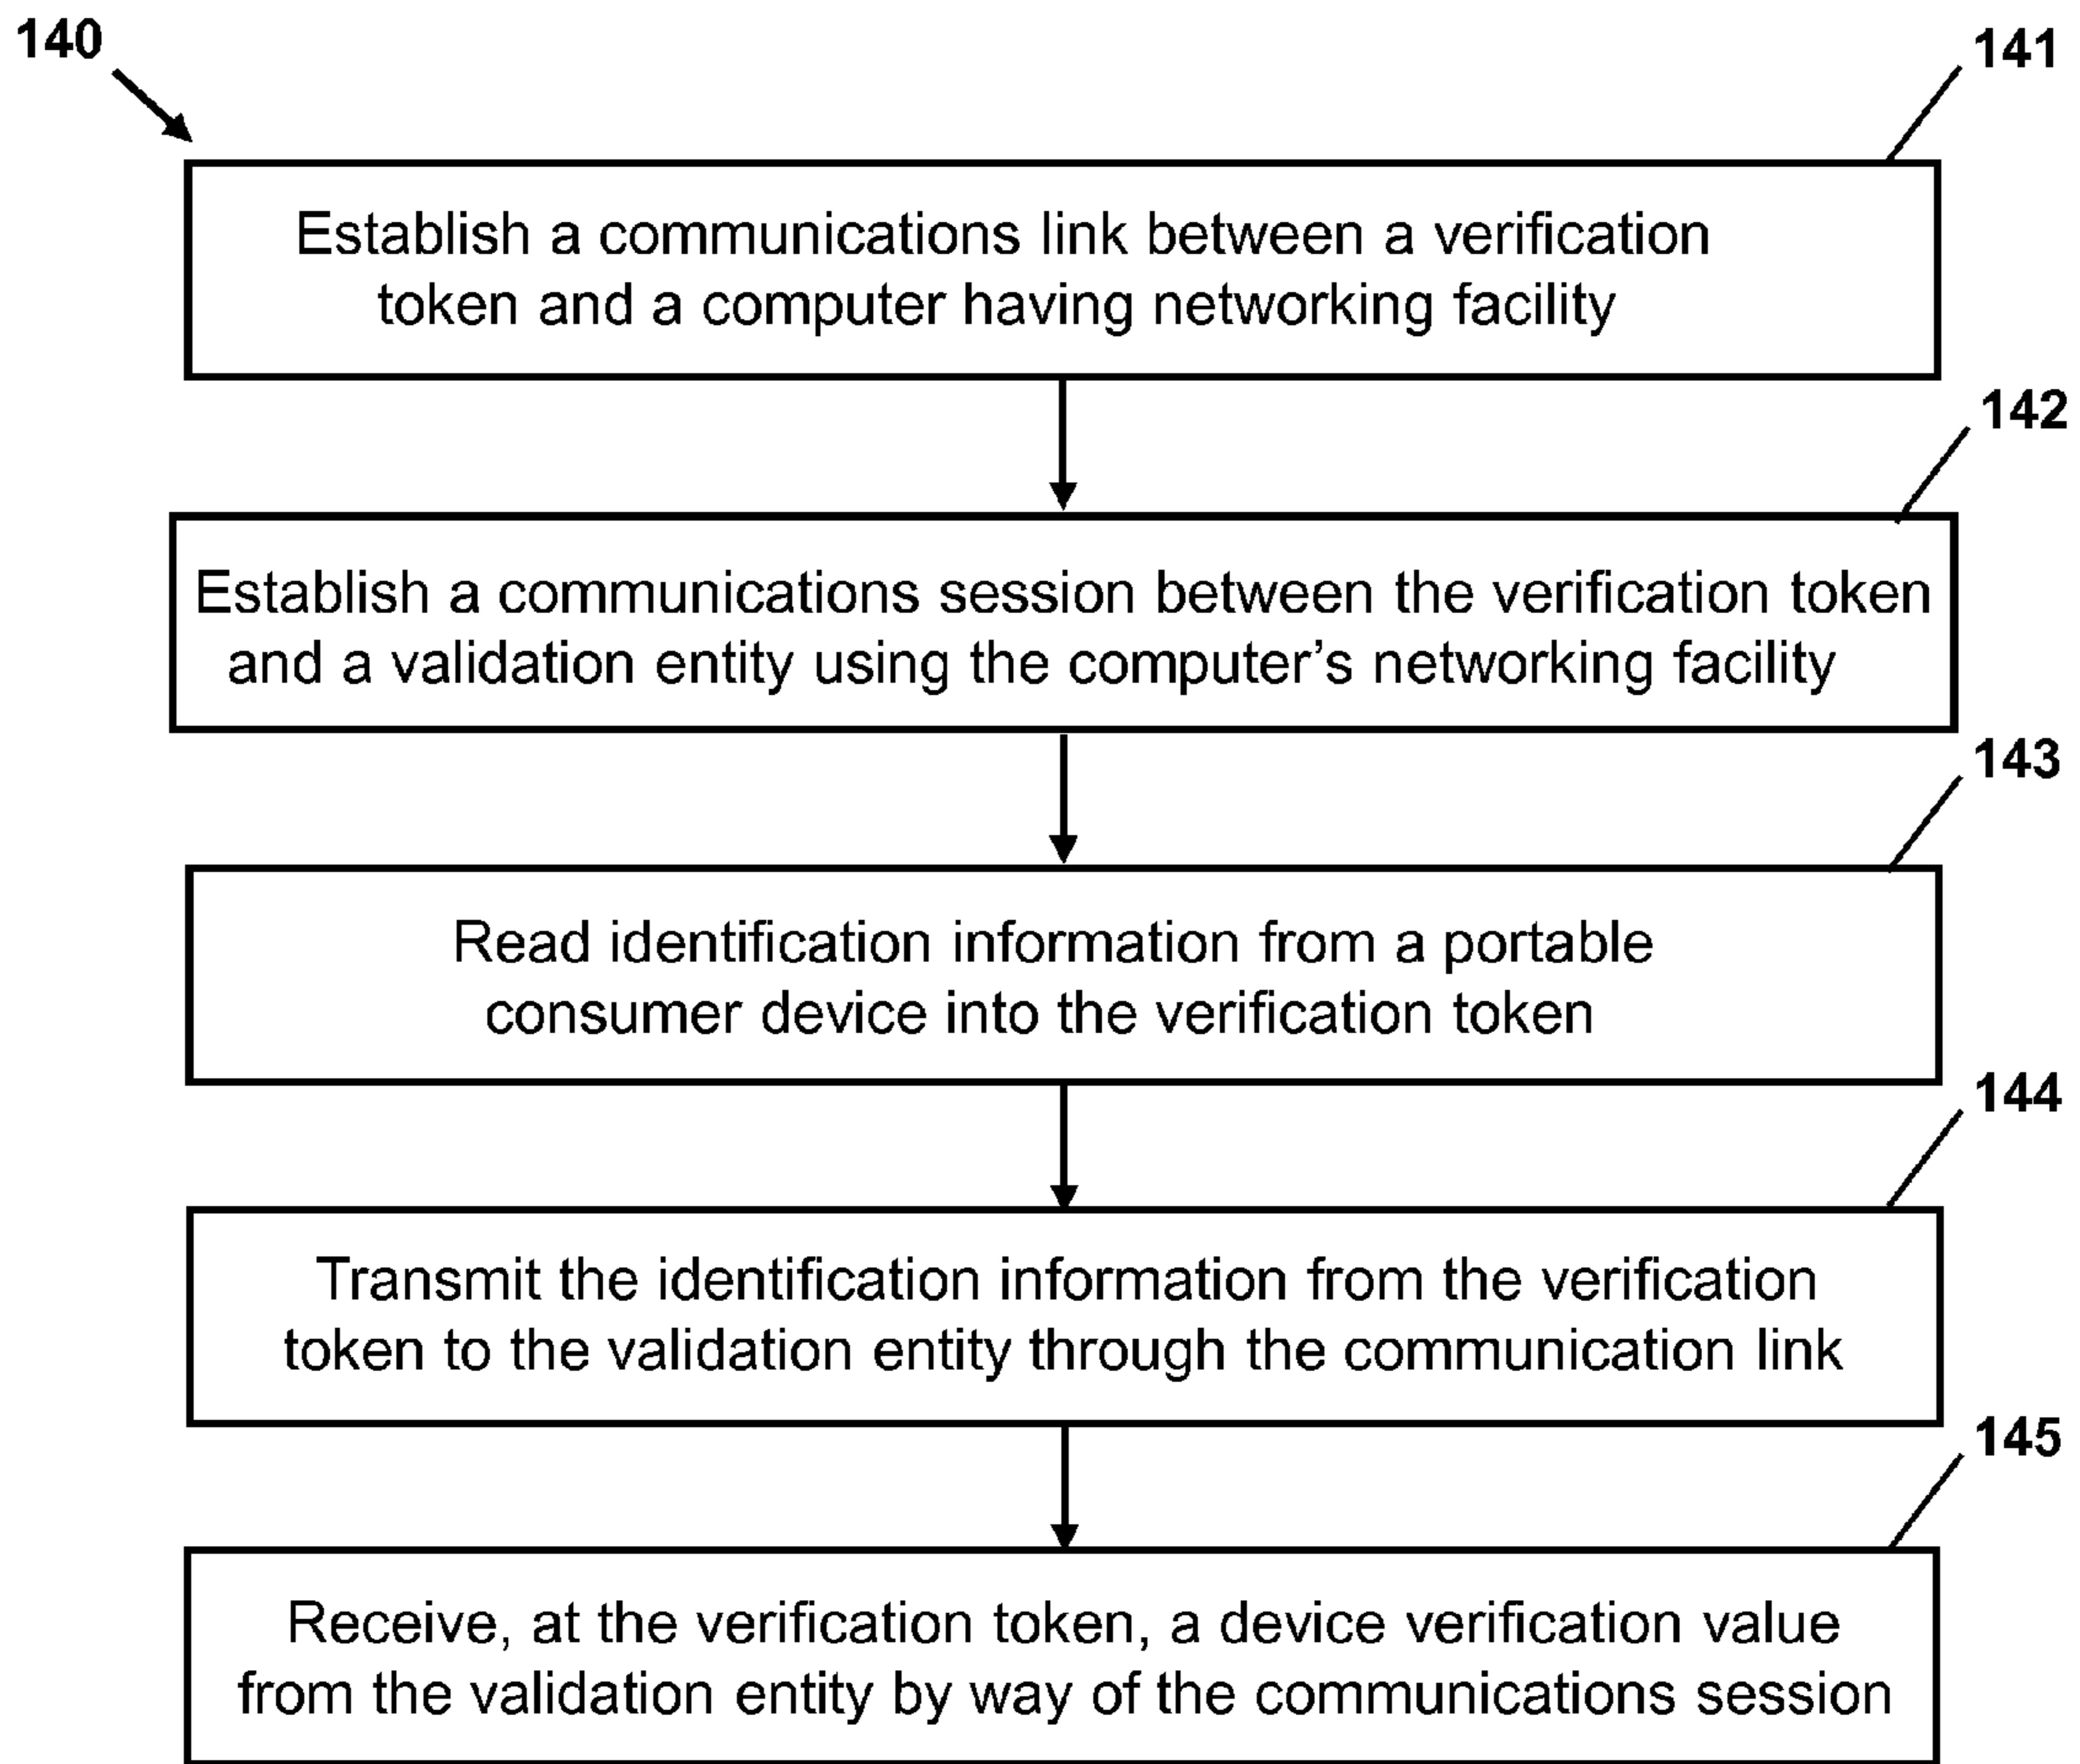 140
141
Establish a communications link between a verification
token and a computer having networking facility
142
Establish a communications session between the verification token
and a validation entity using the computer’s networking facility
143
Read identification information from a portable
consumer device into the verification token
144
Transmit the identification information from the verification
token to the validation entity through the communication link
145
Receive, at the verification token, a device verification value
from the validation entity by way of the communications session